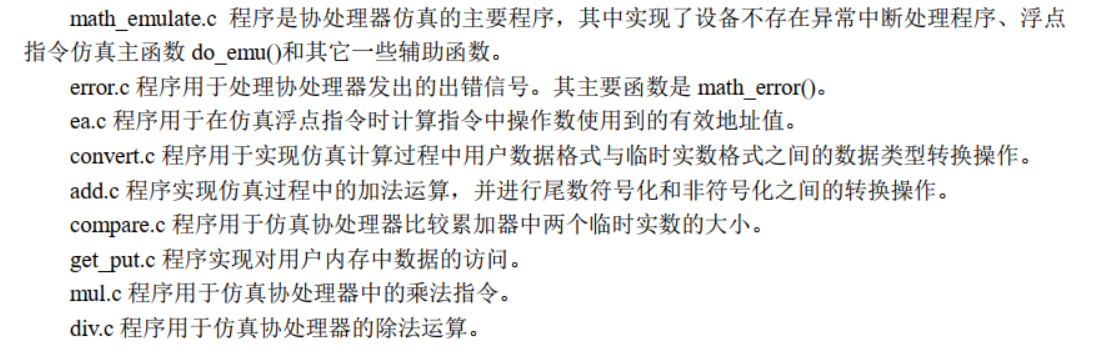 math_emulate.c 程序是协处理器仿真的主要程序，其中实现了设备不存在异常中断处理程序、浮点
指令仿真主函数 do_emu()和其它一些辅助函数。
error.c 程序用于处理协处理器发出的出错信号。其主要函数是 math_error()。
ea.c 程序用于在仿真浮点指令时计算指令中操作数使用到的有效地址值。
convert.c 程序用于实现仿真计算过程中用户数据格式与临时实数格式之间的数据类型转换操作。
add.c 程序实现仿真过程中的加法运算，并进行尾数符号化和非符号化之间的转换操作。
compare.c 程序用于仿真协处理器比较累加器中两个临时实数的大小。
get_put.c 程序实现对用户内存中数据的访问。
mul.c 程序用于仿真协处理器中的乘法指令。
div.c 程序用于仿真协处理器的除法运算。